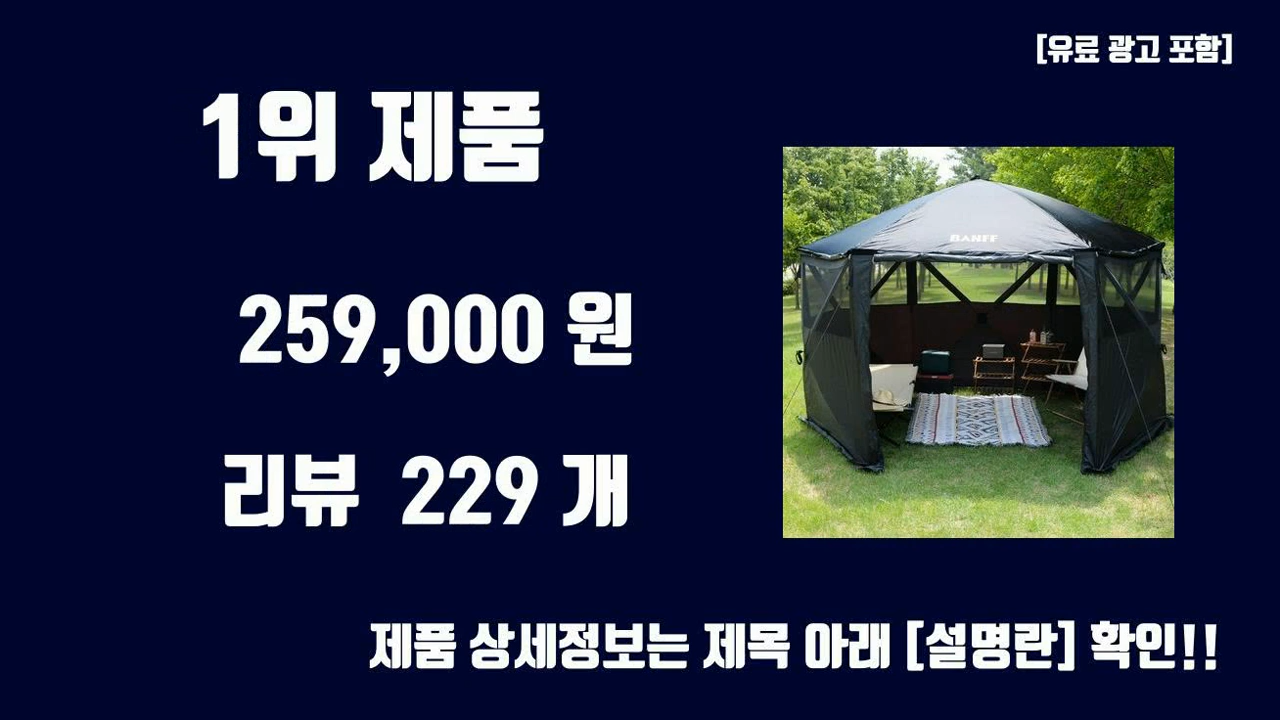 [유료 광고 포함]
1위 제품
BANFF
259,000 원
리뷰 229 개
제품 상세정보는 제목 아래 [설명란] 확인!!